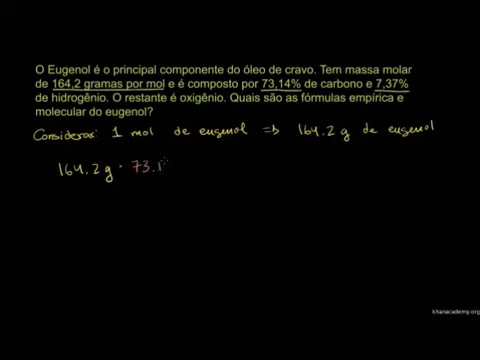 O Eugenol é o principal componente do óleo de cravo. Tem massa molar
de 164,2 gramas por mol e é composto por 73,14% de carbono e 7,37%
de hidrogênio. O restante é oxigênio. Quais são as fórmulas empírica e
molecular do eugenol?
Considerar: 1 mol de eugenol => 164.2 g de eugenol
164.2 g · 73.1
khanacademy.org